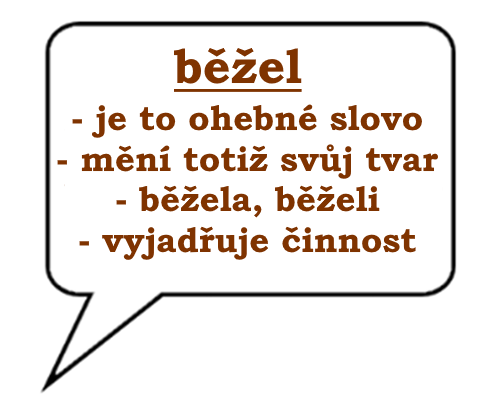 běžel
- je to ohebné slovo
- mění totiž svůj tvar
- běžela, běželi
- vyjadřuje činnost